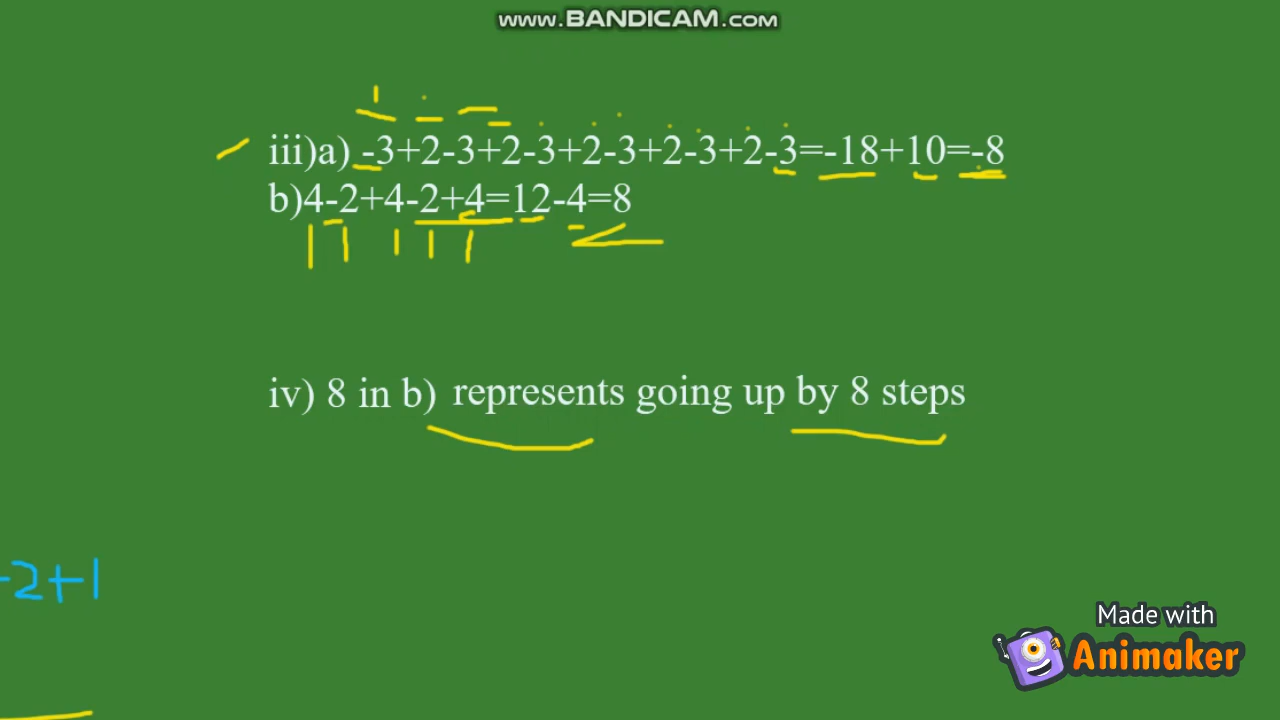 www.BANDICAM.com
iii)a) -3+2-3+2-3+2-3+2-3+2-3=-18+10=-8
b)4-2+4-2+4=12-4=8
iv) 8 in b) represents going up by 8 steps
-2+1
Made with
Animaker